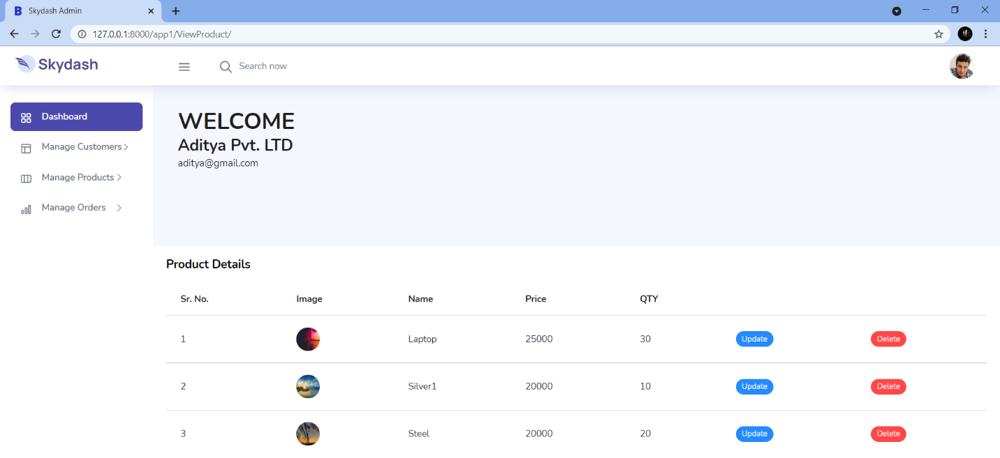 Skydash Admin
127.0.0.1:8000/app1/ViewProduct/
Skydash
Search now
Dashboard
Manage Customers
Manage Products
Manage Orders
WELCOME
Aditya Pvt. LTD
aditya@gmail.com
Product Details
Sr. No. Image Name Price QTY
1 Laptop 25000 30 Update Delete
2 Silver1 20000 10 Update Delete
3 Steel 20000 20 Update Delete